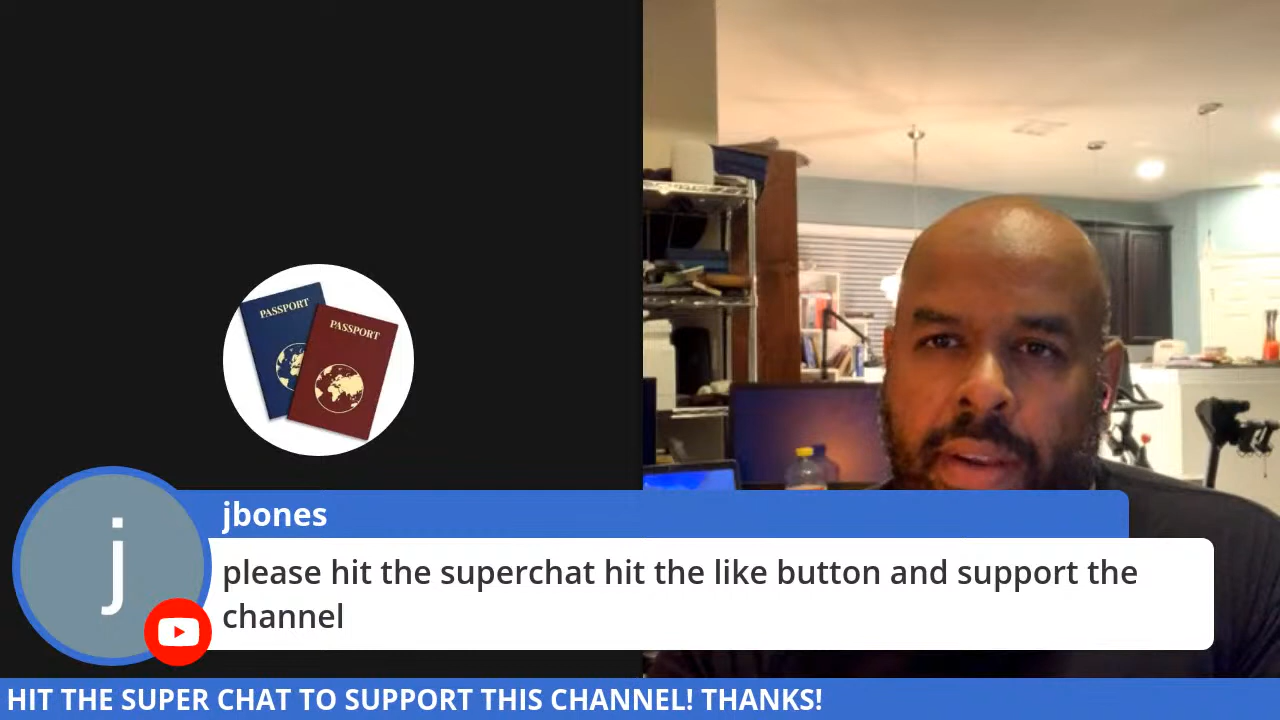 PASSPORT
PASSPORT
j
jbones
please hit the superchat hit the like button and support the
channel
HIT THE SUPER CHAT TO SUPPORT THIS CHANNEL! THANKS!